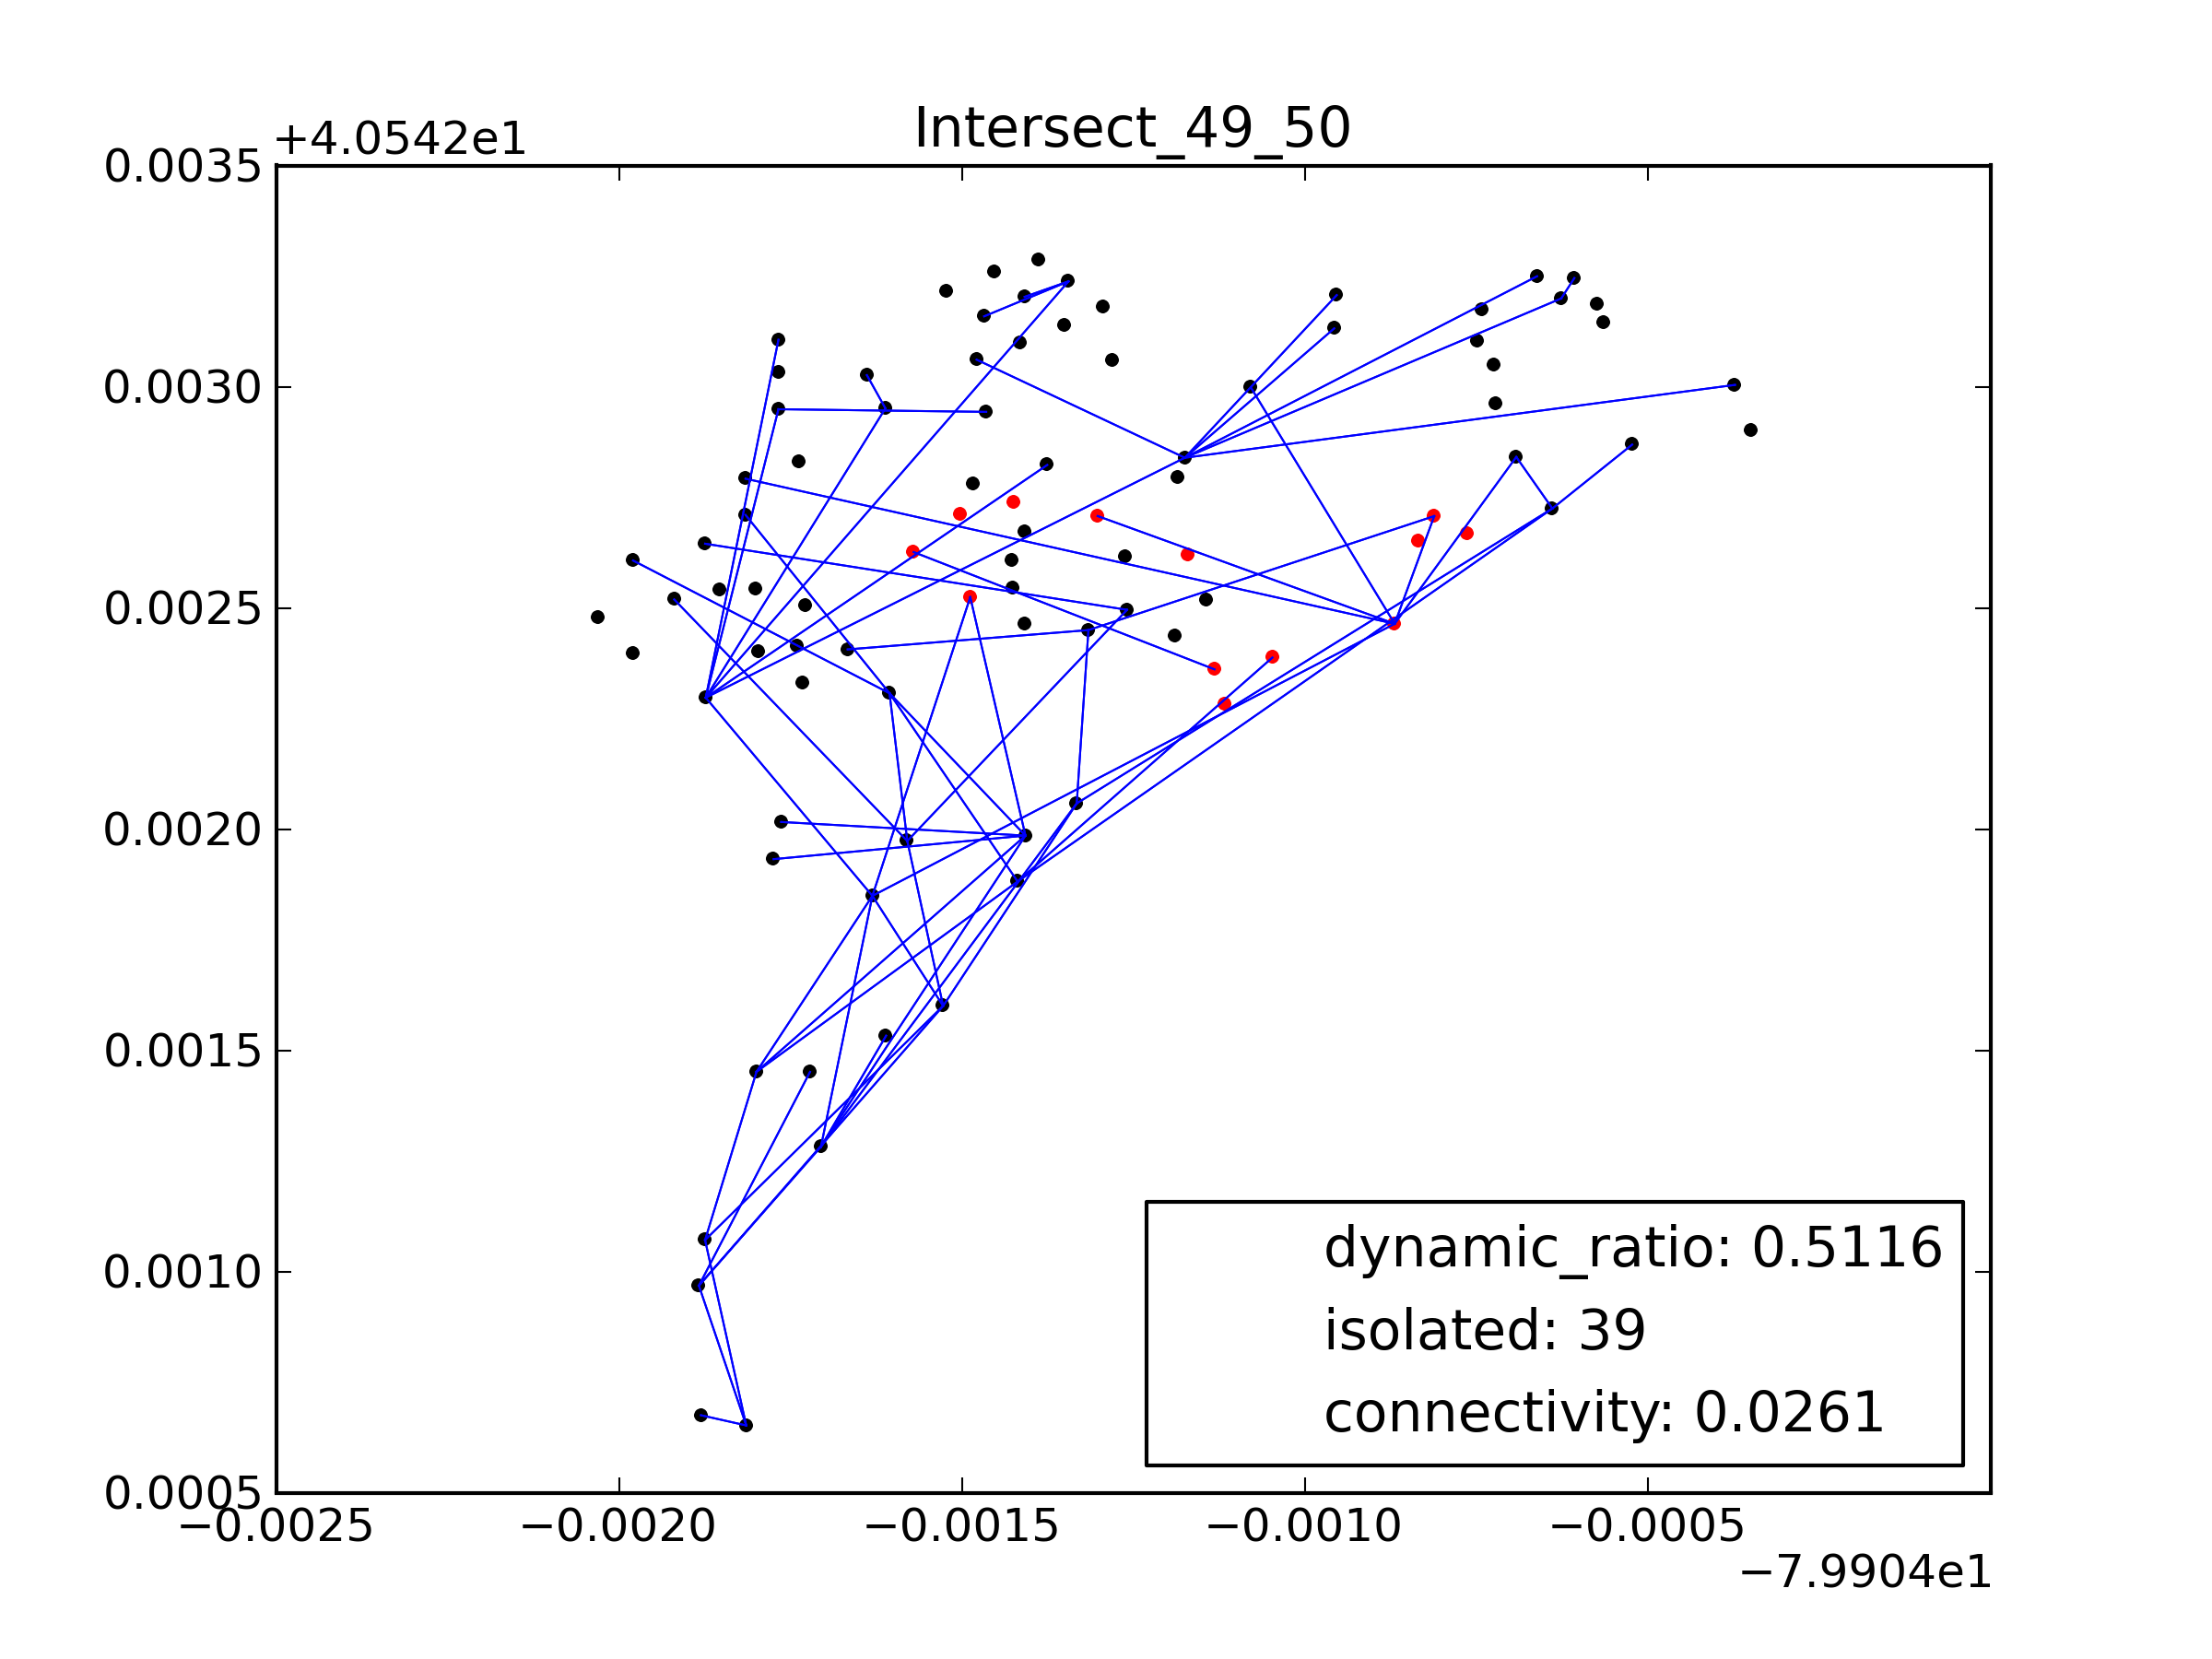 Intersect_49_50
+4.0542e1
0.0035
0.0030
0.0025
0.0020
0.0015
0.0010
0.0005
dynamic_ratio: 0.5116
isolated: 39
connectivity: 0.0261
−0.0025 −0.0020 −0.0015 −0.0010 −0.0005
−7.9904e1